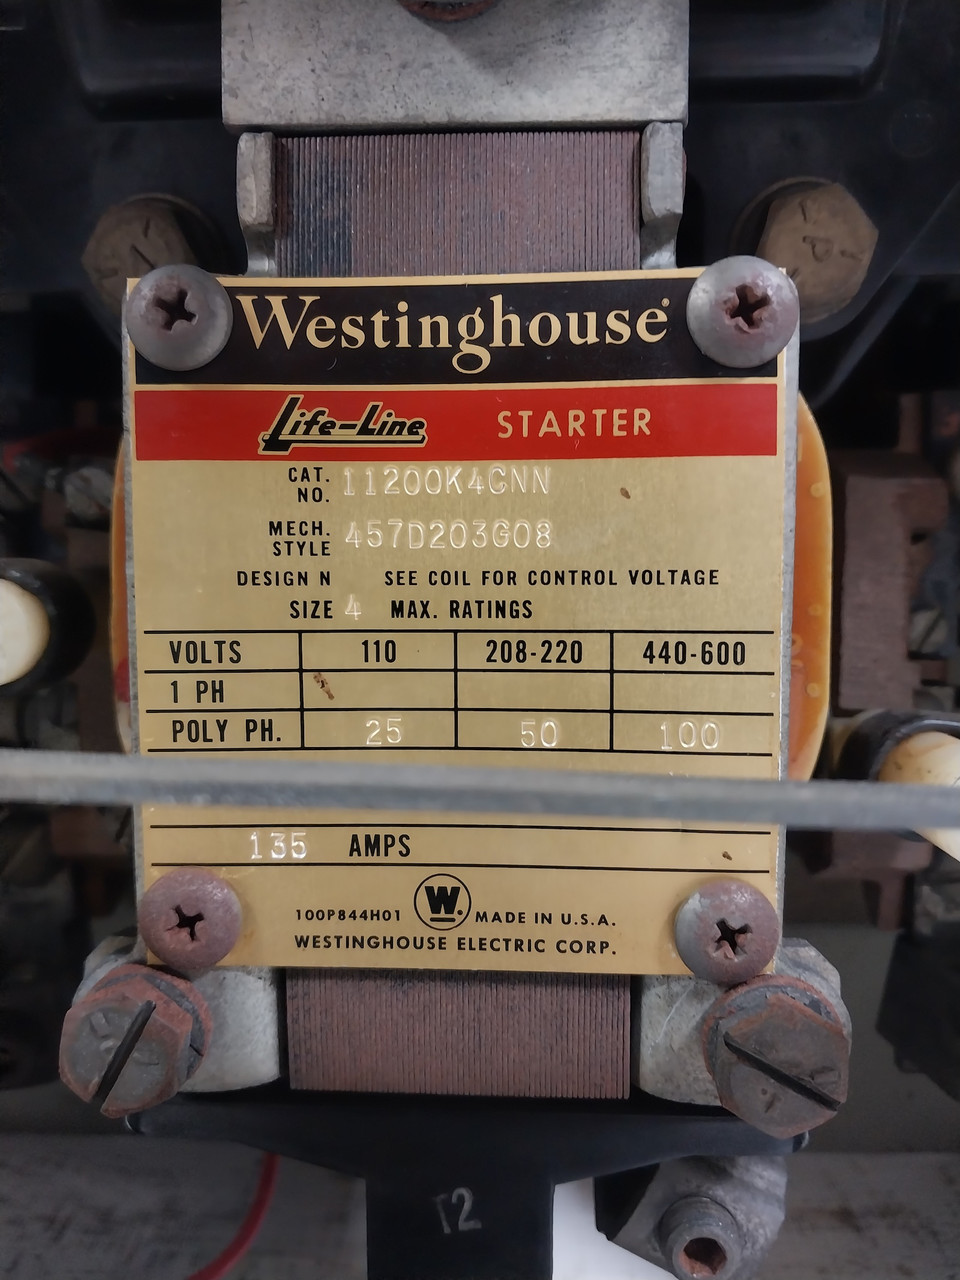 Westinghouse
Life-Line STARTER
CAT. NO. 11200K4CNN
MECH. STYLE 457D203G08
DESIGN N SEE COIL FOR CONTROL VOLTAGE
SIZE 4 MAX. RATINGS
VOLTS 110 208-220 440-600
1 PH
POLY PH. 25 50 100
135 AMPS
100P844H01 W MADE IN U.S.A.
WESTINGHOUSE ELECTRIC CORP.
T2